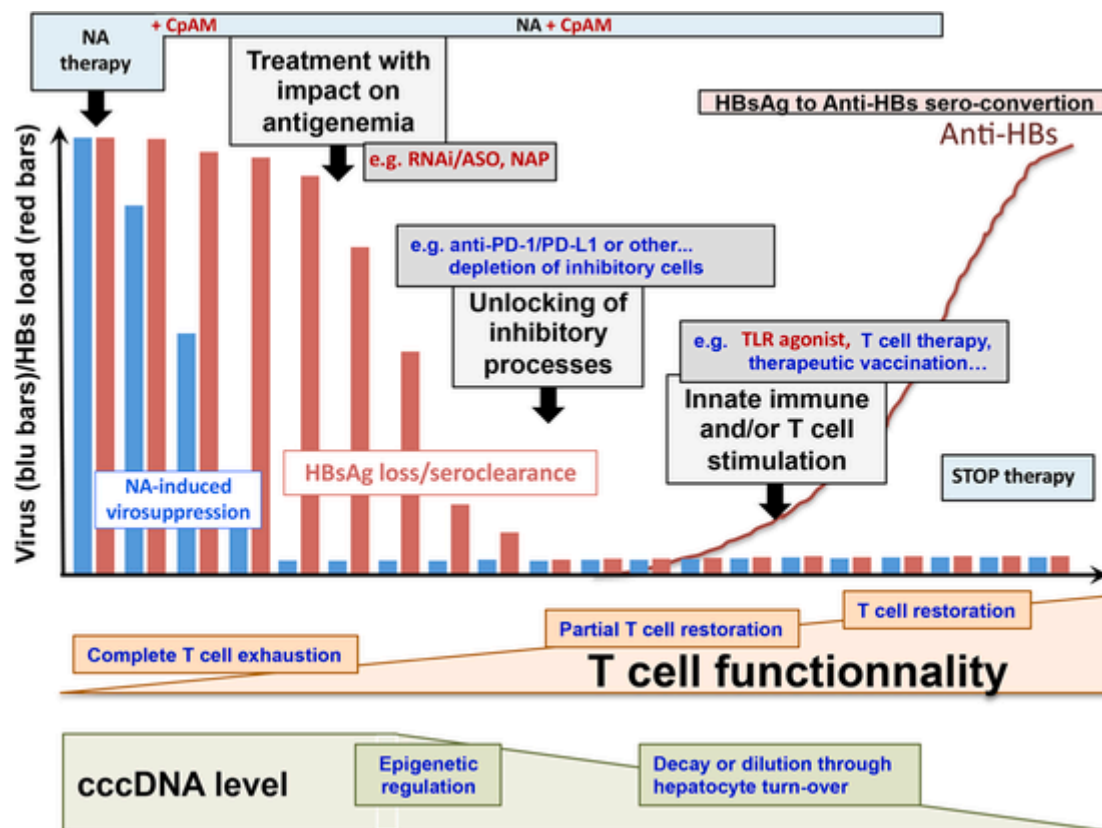 NA
therapy
+ CpAM
NA + CpAM
Treatment with
impact on
antigenemia
e.g. RNAi/ASO, NAP
HBsAg to Anti-HBs sero-convertion
Anti-HBs
e.g. anti-PD-1/PD-L1 or other...
depletion of inhibitory cells
Unlocking of
inhibitory
processes
e.g. TLR agonist, T cell therapy,
therapeutic vaccination...
Innate immune
and/or T cell
stimulation
Virus (blu bars)/HBs load (red bars)
NA-induced
virosuppression
HBsAg loss/seroclearance
STOP therapy
Complete T cell exhaustion
Partial T cell restoration
T cell restoration
T cell functionnality
cccDNA level
Epigenetic
regulation
Decay or dilution through
hepatocyte turn-over